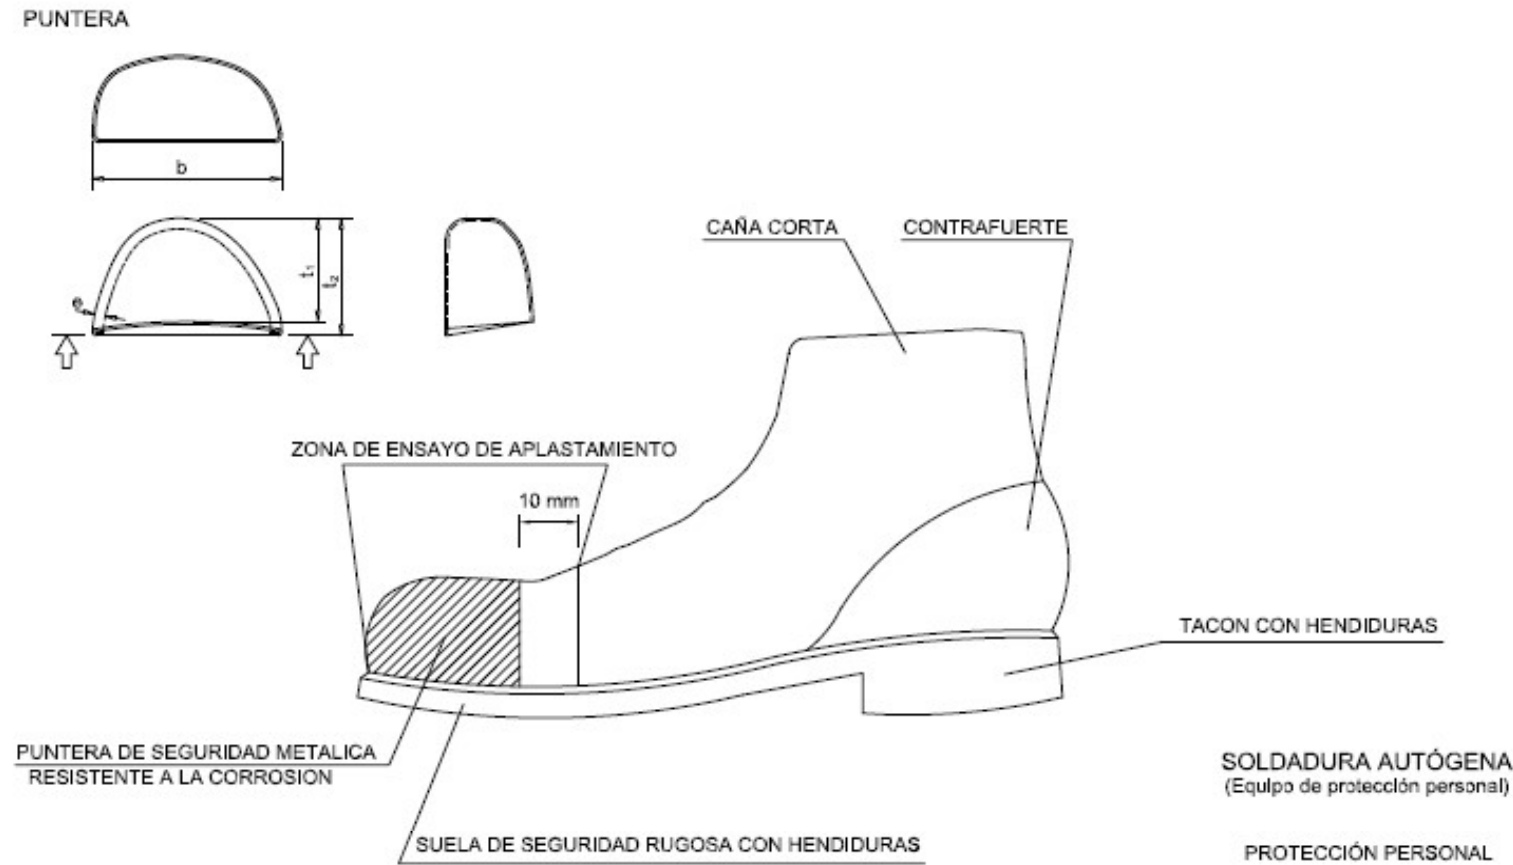 PUNTERA
b
t₁
t₂
e
CAÑA CORTA
CONTRAFUERTE
ZONA DE ENSAYO DE APLASTAMIENTO
10 mm
TACON CON HENDIDURAS
PUNTERA DE SEGURIDAD METALICA
RESISTENTE A LA CORROSION
SUELA DE SEGURIDAD RUGOSA CON HENDIDURAS
SOLDADURA AUTÓGENA
(Equipo de protección personal)
PROTECCIÓN PERSONAL